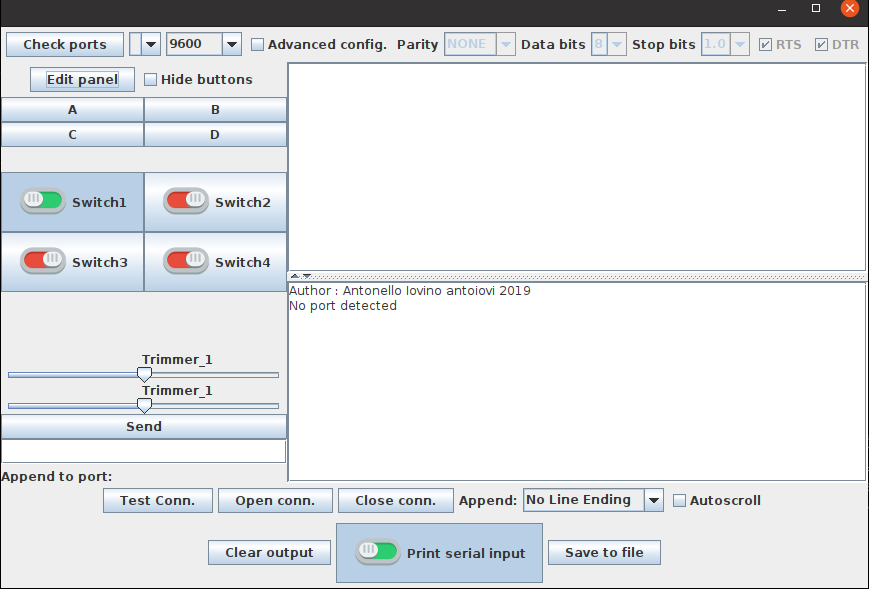 Check ports 9600 Advanced config. Parity NONE Data bits 8 Stop bits 1.0 RTS DTR
Edit panel Hide buttons
A B
C D
Switch1 Switch2
Switch3 Switch4
Author : Antonello Iovino antoiovi 2019
No port detected
Trimmer_1
Trimmer_1
Send
Append to port:
Test Conn. Open conn. Close conn. Append: No Line Ending Autoscroll
Clear output Print serial input Save to file